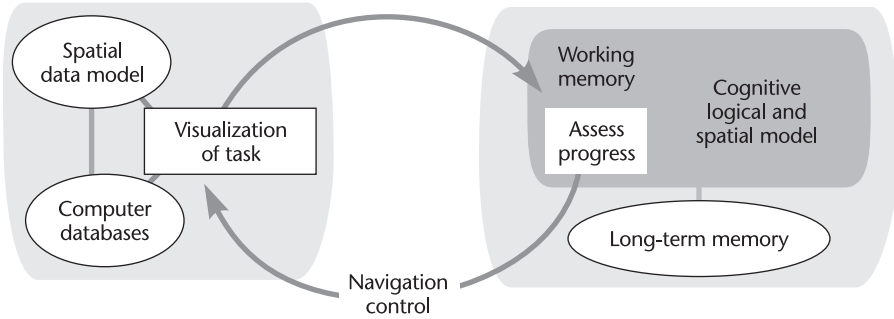 Spatial
data model
Visualization
of task
Computer
databases
Working
memory
Cognitive
logical and
spatial model
Assess
progress
Long-term memory
Navigation
control